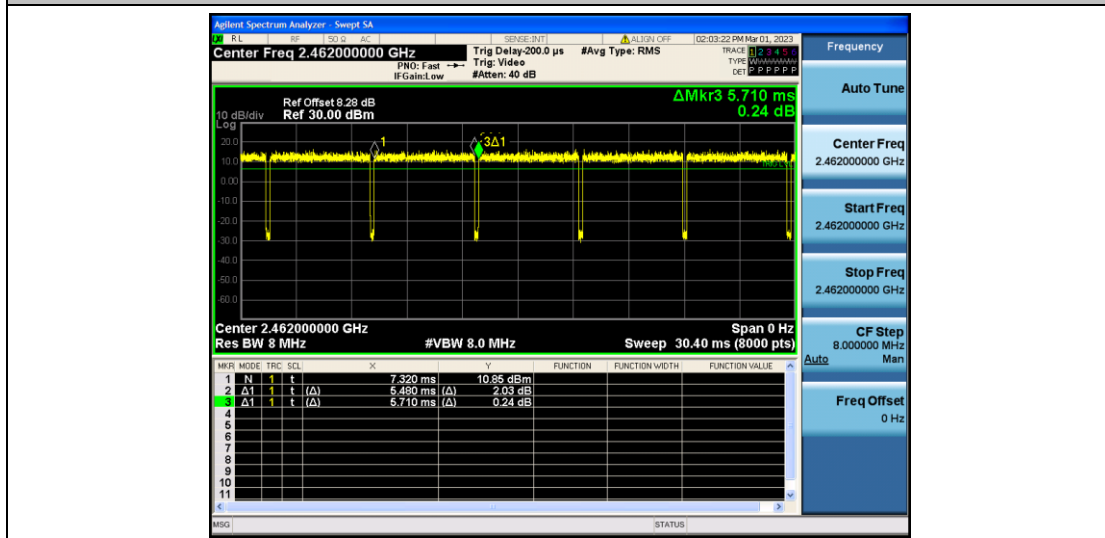 Agilent Spectrum Analyzer - Swept SA
RL RF 50 Ω AC SENSE:INT ALIGN OFF 02:03:22 PM Mar 01, 2023
Center Freq 2.462000000 GHz Trig Delay-200.0 µs #Avg Type: RMS TRACE 1 2 3 4 5 6
PNO: Fast Trig: Video TYPE
IFGain:Low #Atten: 40 dB DET P P P P P P
Frequency
Auto Tune
ΔMkr3 5.710 ms
0.24 dB
Ref Offset 8.28 dB
10 dB/div Ref 30.00 dBm
Log
20.0
10.0
0.00
-10.0
-20.0
-30.0
-40.0
-50.0
-60.0
1
3Δ1
Center 2.462000000 GHz Span 0 Hz
Res BW 8 MHz #VBW 8.0 MHz Sweep 30.40 ms (8000 pts)
MKR MODE TRC SCL X Y FUNCTION FUNCTION WIDTH FUNCTION VALUE
1 N 1 t 7.320 ms 10.85 dBm
2 Δ1 1 t (Δ) 5.480 ms (Δ) 2.03 dB
3 Δ1 1 t (Δ) 5.710 ms (Δ) 0.24 dB
4
5
6
7
8
9
10
11
Center Freq
2.462000000 GHz
Start Freq
2.462000000 GHz
Stop Freq
2.462000000 GHz
CF Step
8.000000 MHz
Auto Man
Freq Offset
0 Hz
MSG STATUS